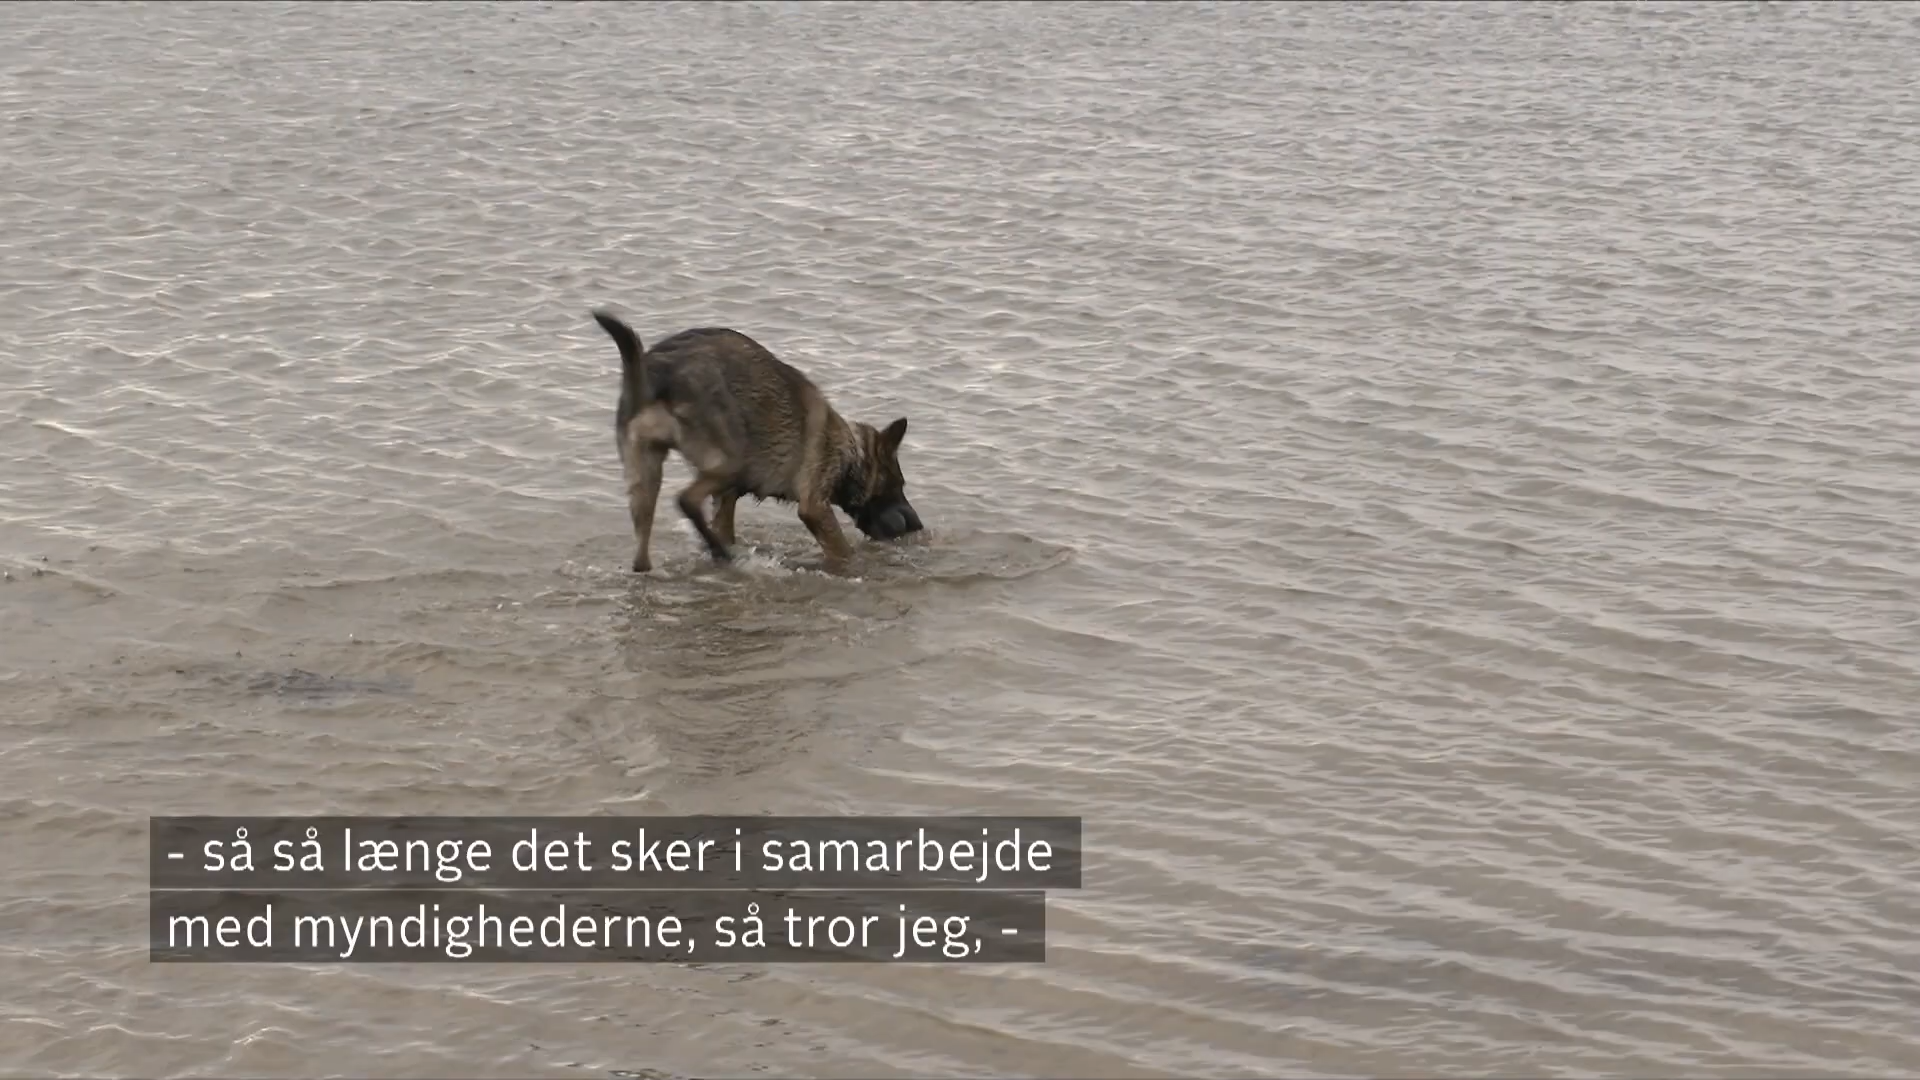 - så så længe det sker i samarbejde
med myndighederne, så tror jeg, -